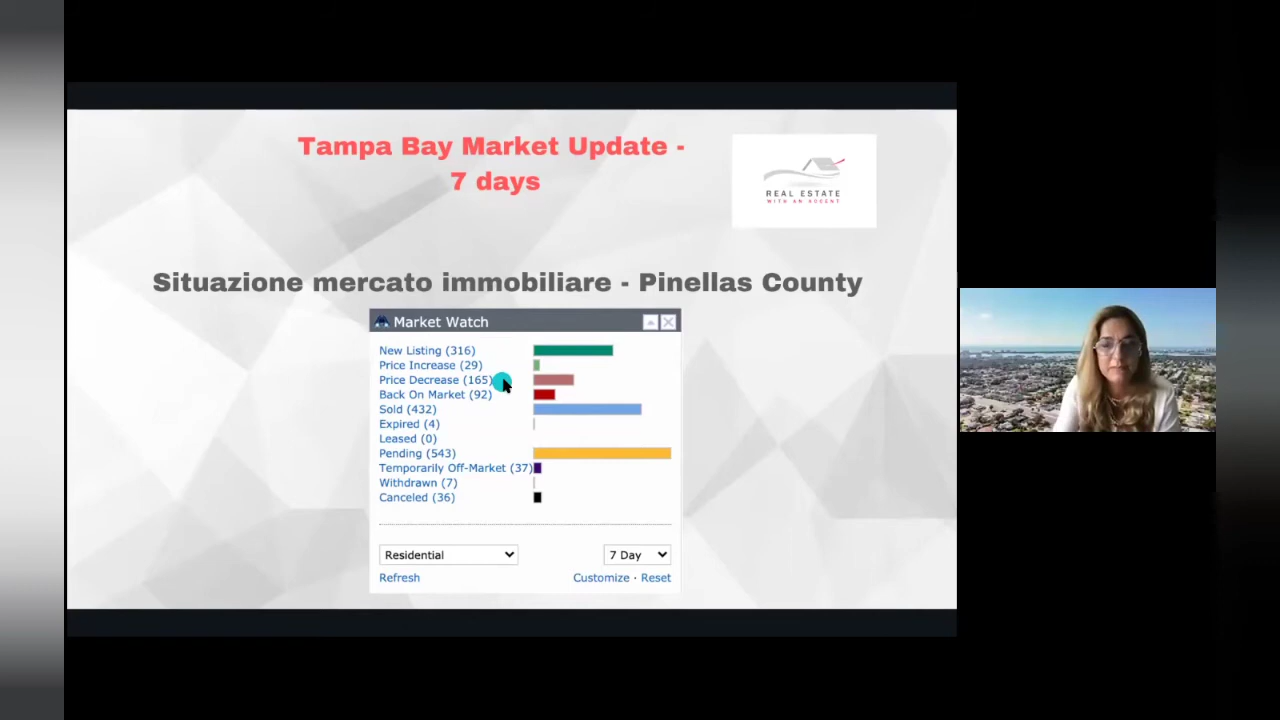 Tampa Bay Market Update -
7 days
REAL ESTATE
WITH AN ACCENT
Situazione mercato immobiliare - Pinellas County
Market Watch
New Listing (316)
Price Increase (29)
Price Decrease (165)
Back On Market (92)
Sold (432)
Expired (4)
Leased (0)
Pending (543)
Temporarily Off-Market (37)
Withdrawn (7)
Canceled (36)
Residential
7 Day
Refresh
Customize · Reset